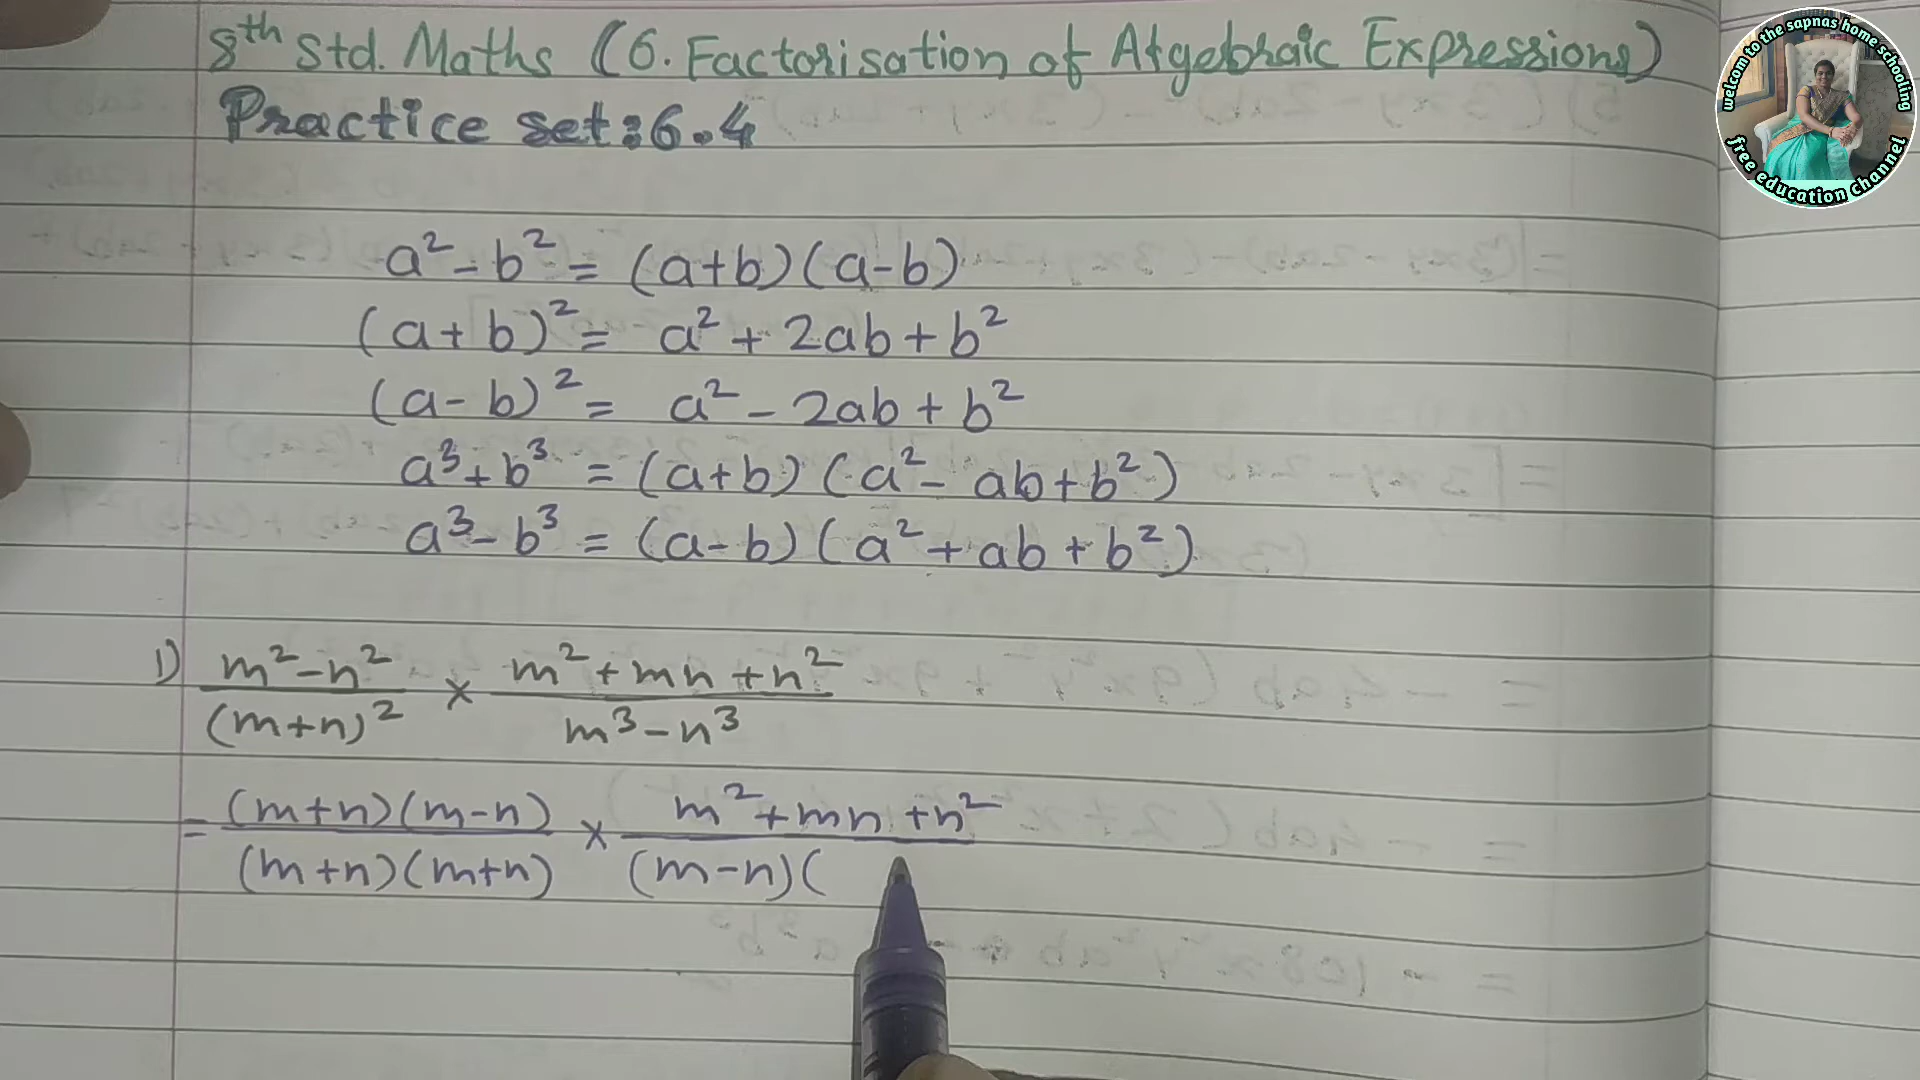 8th Std. Maths (6. Factorisation of Algebraic Expressions)
Practice set: 6.4
a² - b² = (a+b)(a-b)
(a+b)² = a² + 2ab + b²
(a-b)² = a² - 2ab + b²
a³+b³ = (a+b)(a² - ab + b²)
a³-b³ = (a-b)(a² + ab + b²)
1) m²-n² / (m+n)² × m²+mn+n² / m³-n³
= (m+n)(m-n) / (m+n)(m+n) × m²+mn+n² / (m-n)(
welcom to the sapnas home schooling
free education channel